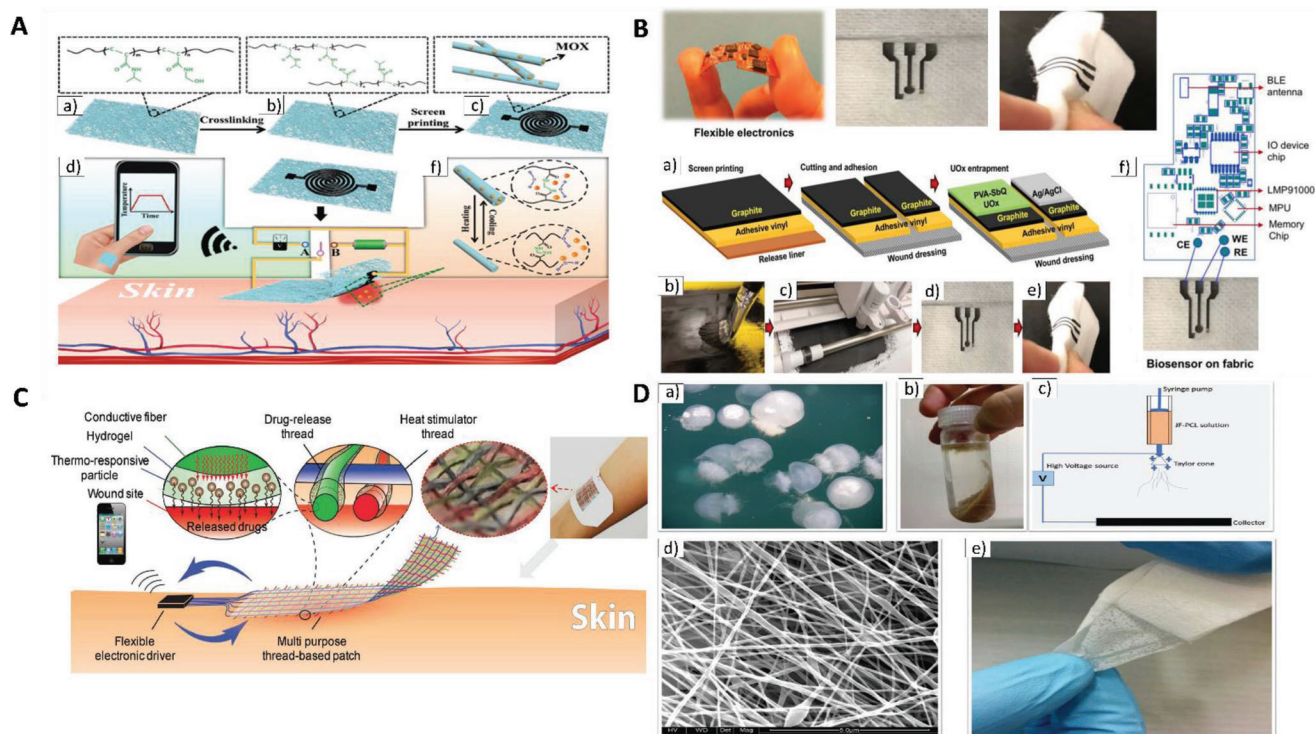 A
a)
Crosslinking
b)
Screen
printing
c)
MOX
OH
d)
Temperature
Time
V
A
B
f)
Heating
Cooling
Skin
B
Flexible electronics
a)
Screen printing
Cutting and adhesion
UOx entrapment
Graphite
Adhesive vinyl
Release liner
Graphite
Graphite
Adhesive vinyl
Wound dressing
PVA-SbQ
UOx
Ag/AgCl
Graphite
Graphite
Adhesive vinyl
Wound dressing
b)
c)
d)
e)
f)
BLE
antenna
IO device
chip
LMP91000
MPU
Memory
Chip
CE
WE
RE
Biosensor on fabric
C
Conductive fiber
Hydrogel
Thermo-responsive
particle
Wound site
Released drugs
Drug-release
thread
Heat stimulator
thread
Flexible
electronic driver
Multi purpose
thread-based patch
Skin
D
a)
b)
c)
Syringe pump
JF-PCL solution
High Voltage source
Taylor cone
V
Collector
d)
HV WD Det Mag 5.0µm
e)